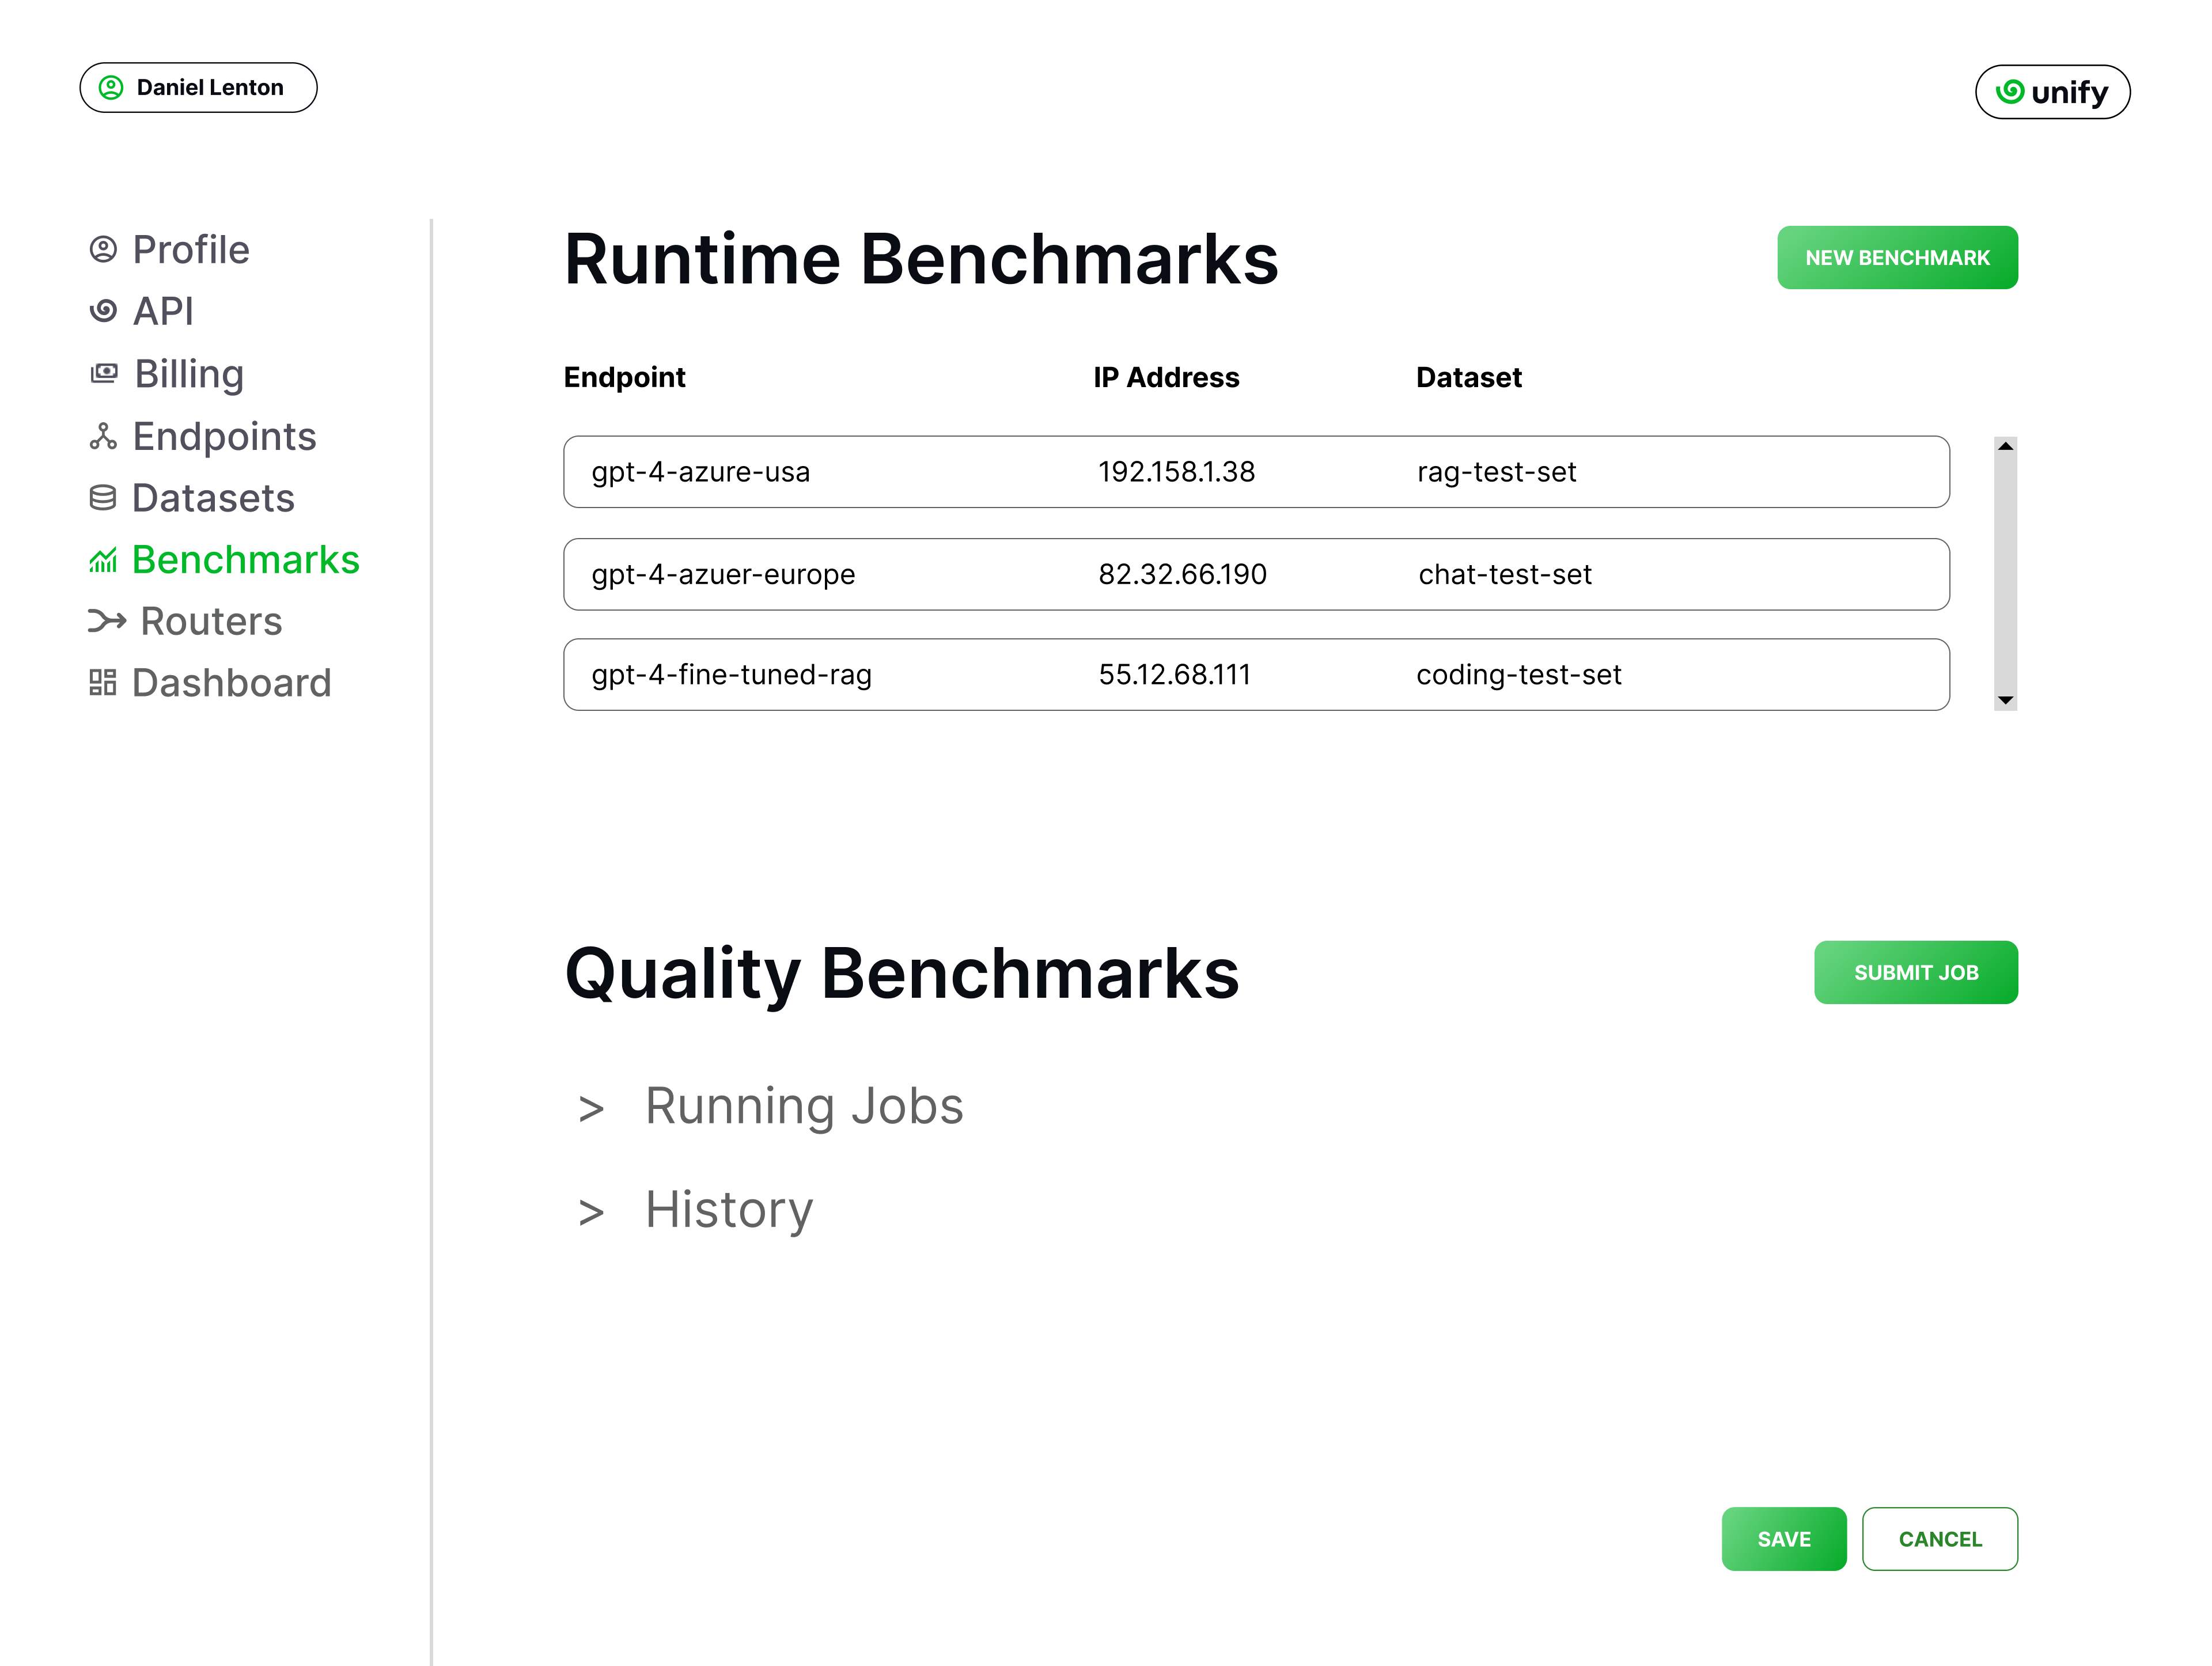 Daniel Lenton
unify
Profile
API
Billing
Endpoints
Datasets
Benchmarks
Routers
Dashboard
Runtime Benchmarks
NEW BENCHMARK
Endpoint IP Address Dataset
gpt-4-azure-usa 192.158.1.38 rag-test-set
gpt-4-azuer-europe 82.32.66.190 chat-test-set
gpt-4-fine-tuned-rag 55.12.68.111 coding-test-set
Quality Benchmarks
SUBMIT JOB
> Running Jobs
> History
SAVE
CANCEL